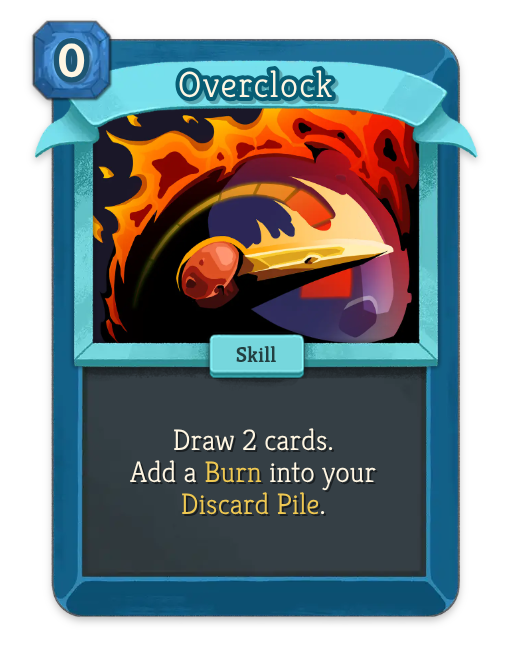 0
Overclock
Skill
Draw 2 cards.
Add a Burn into your
Discard Pile.